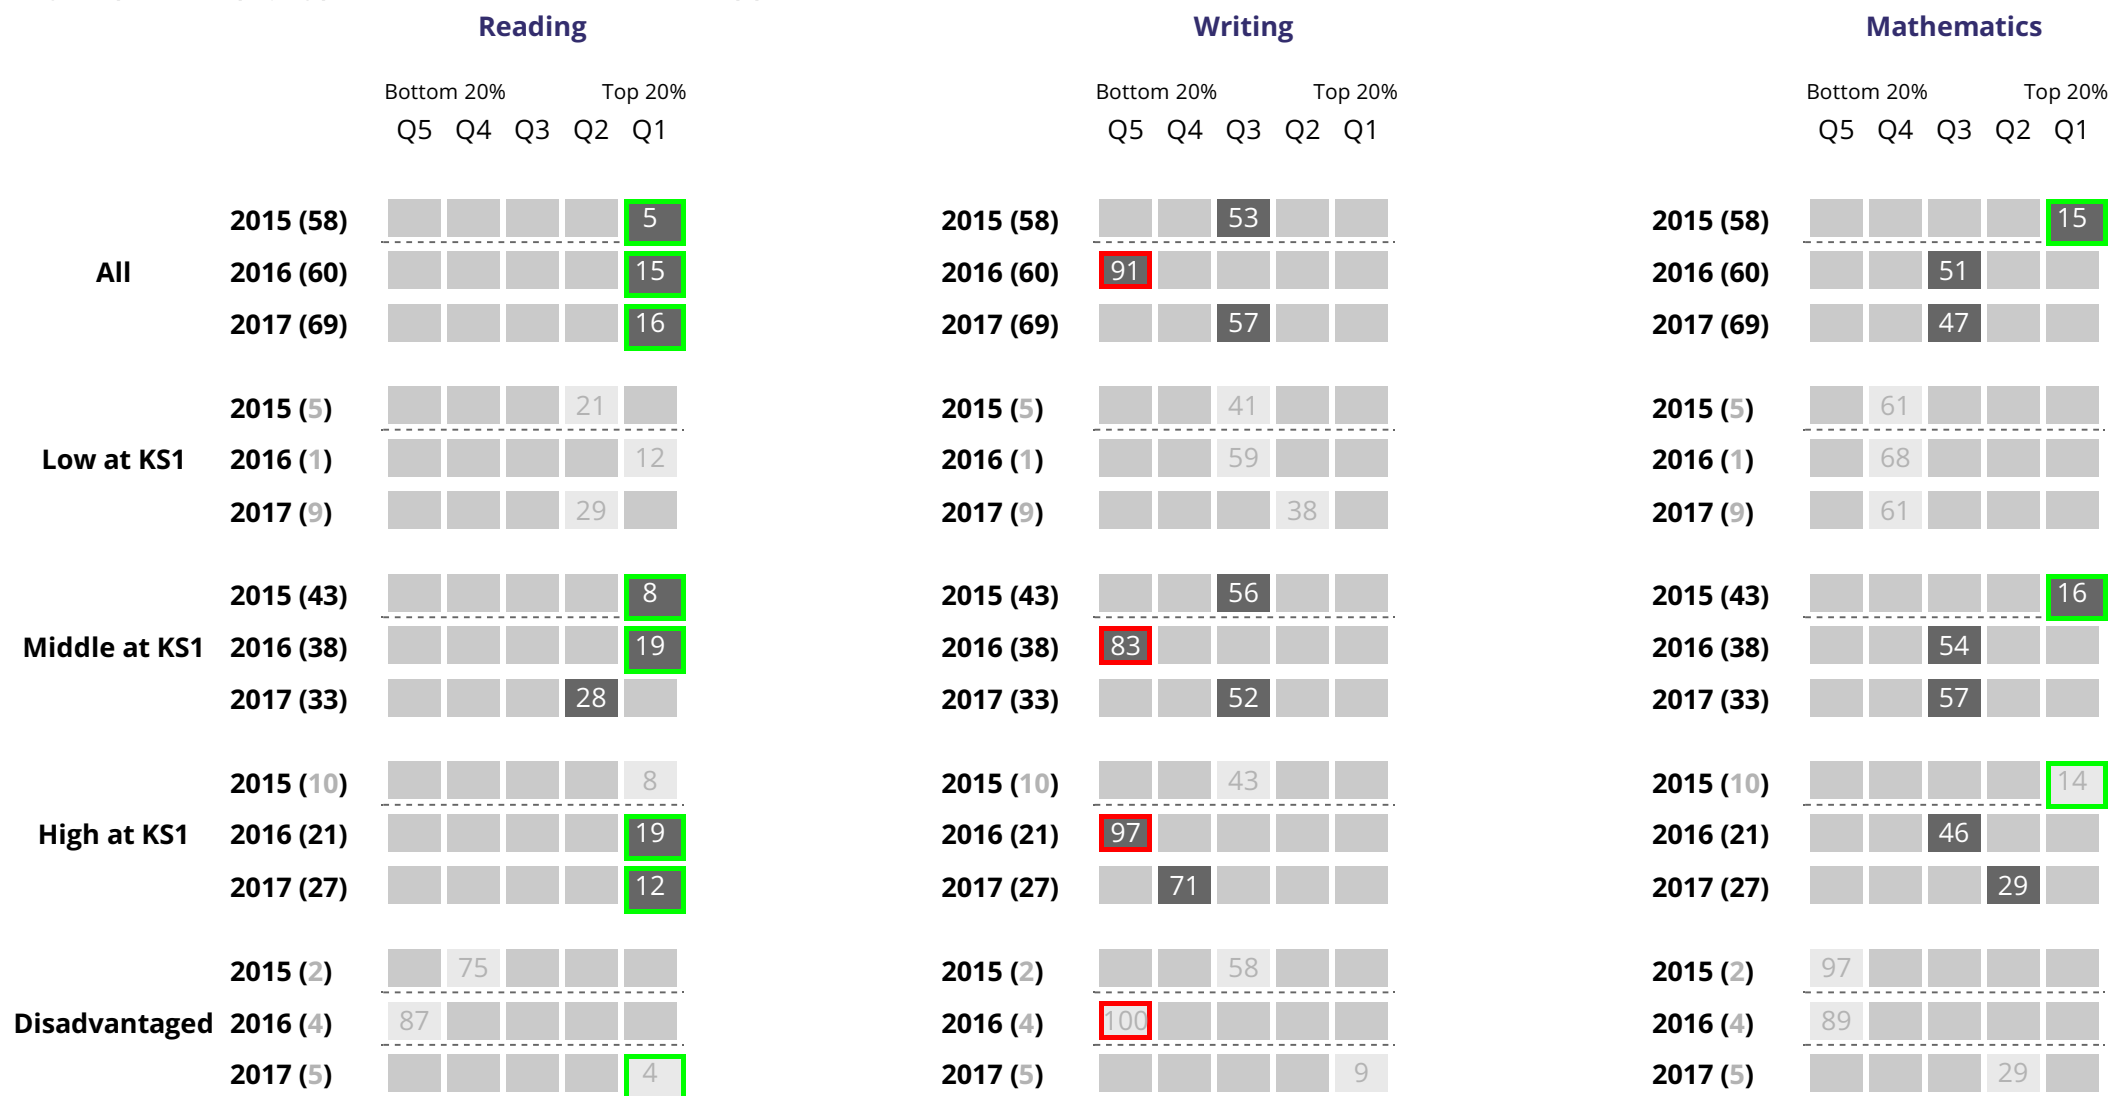 Reading Writing Mathematics
Bottom 20% Top 20% Bottom 20% Top 20% Bottom 20% Top 20%
Q5 Q4 Q3 Q2 Q1 Q5 Q4 Q3 Q2 Q1 Q5 Q4 Q3 Q2 Q1
2015 (58) 5 2015 (58) 53 2015 (58) 15
All 2016 (60) 15 2016 (60) 91 2016 (60) 51
2017 (69) 16 2017 (69) 57 2017 (69) 47
2015 (5) 21 2015 (5) 41 2015 (5) 61
Low at KS1 2016 (1) 12 2016 (1) 59 2016 (1) 68
2017 (9) 29 2017 (9) 38 2017 (9) 61
2015 (43) 8 2015 (43) 56 2015 (43) 16
Middle at KS1 2016 (38) 19 2016 (38) 83 2016 (38) 54
2017 (33) 28 2017 (33) 52 2017 (33) 57
2015 (10) 8 2015 (10) 43 2015 (10) 14
High at KS1 2016 (21) 19 2016 (21) 97 2016 (21) 46
2017 (27) 12 2017 (27) 71 2017 (27) 29
2015 (2) 75 2015 (2) 58 2015 (2) 97
Disadvantaged 2016 (4) 87 2016 (4) 100 2016 (4) 89
2017 (5) 4 2017 (5) 9 2017 (5) 29